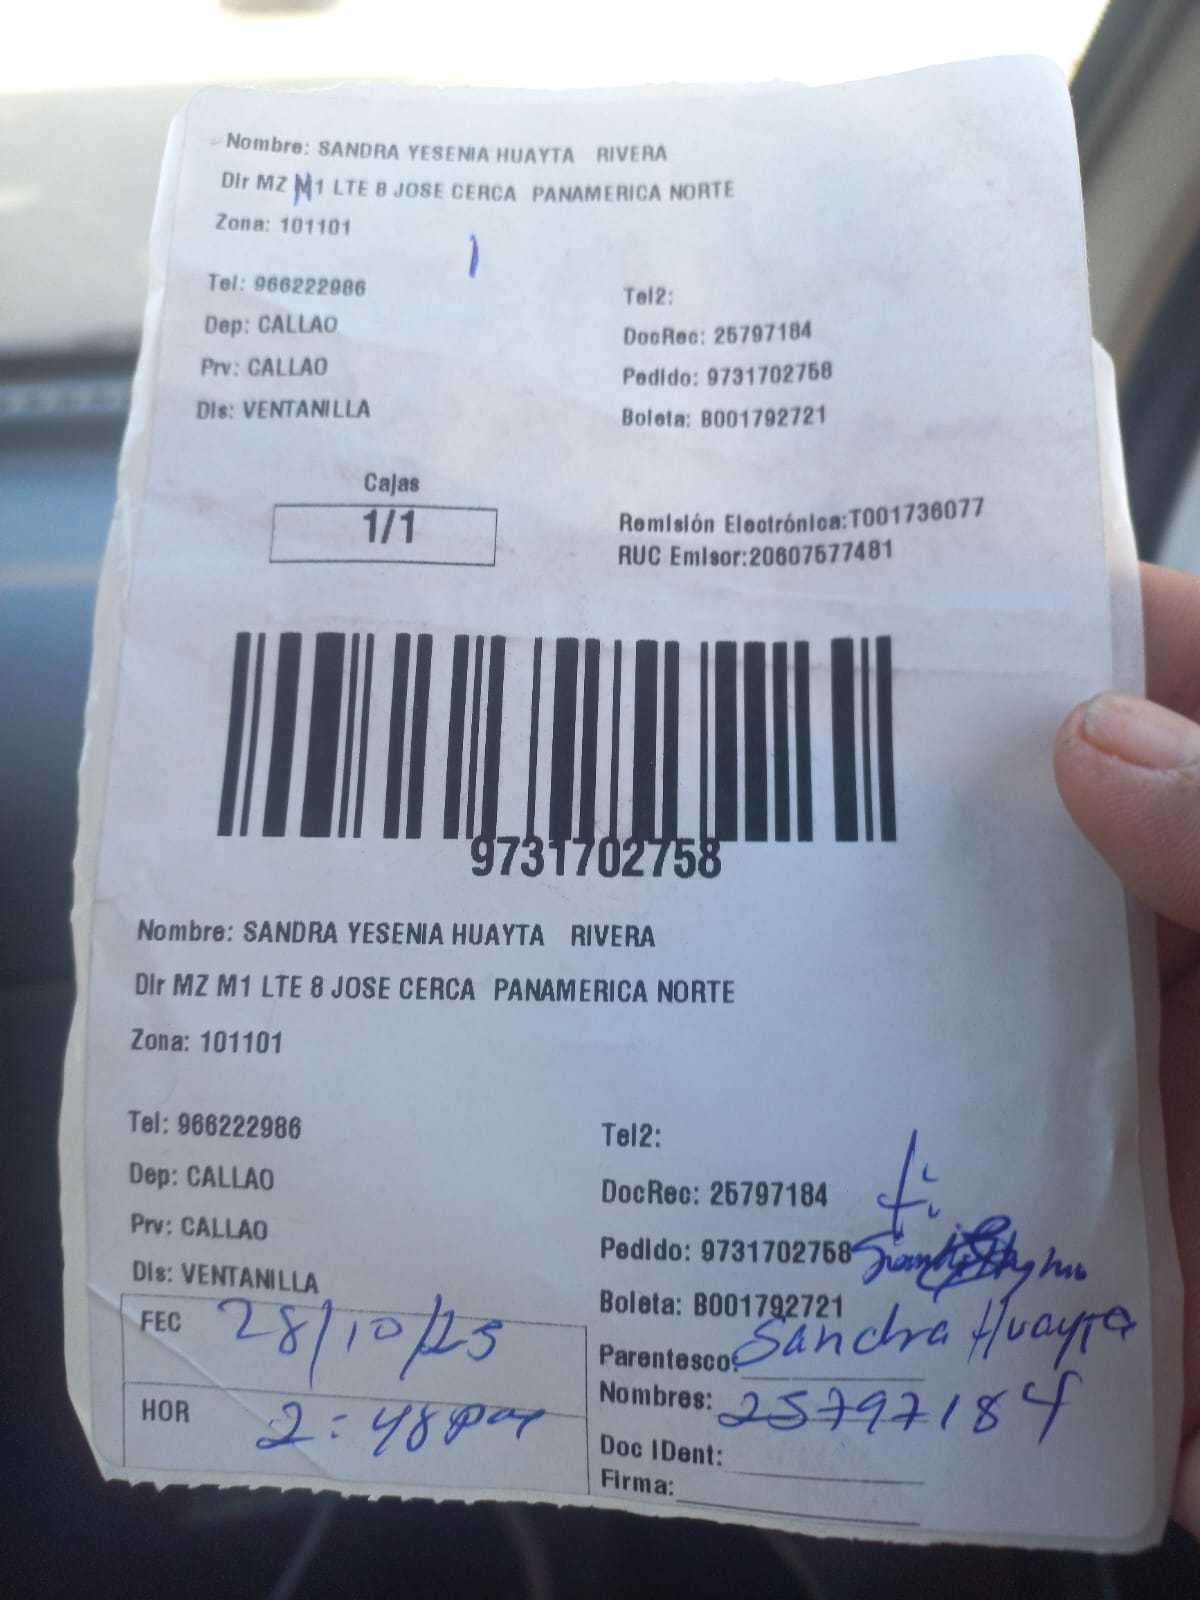 Nombre: SANDRA YESENIA HUAYTA RIVERA
Dir MZ M1 LTE 8 JOSE CERCA PANAMERICA NORTE
Zona: 101101
1
Tel: 966222986
Tel2:
Dep: CALLAO
DocRec: 25797184
Prv: CALLAO
Pedido: 9731702758
Dis: VENTANILLA
Boleta: B001792721
Cajas
1/1
Remisión Electrónica:T001736077
RUC Emisor:20607577481
9731702758
Nombre: SANDRA YESENIA HUAYTA RIVERA
Dir MZ M1 LTE 8 JOSE CERCA PANAMERICA NORTE
Zona: 101101
Tel: 966222986
Tel2:
Dep: CALLAO
DocRec: 25797184
Prv: CALLAO
Pedido: 9731702758
Dis: VENTANILLA
Boleta: B001792721
FEC 28/10/23
Parentesco: Sandra Huayta
Nombres: 25797184
HOR 2:48 pm
Doc IDent:
Firma: